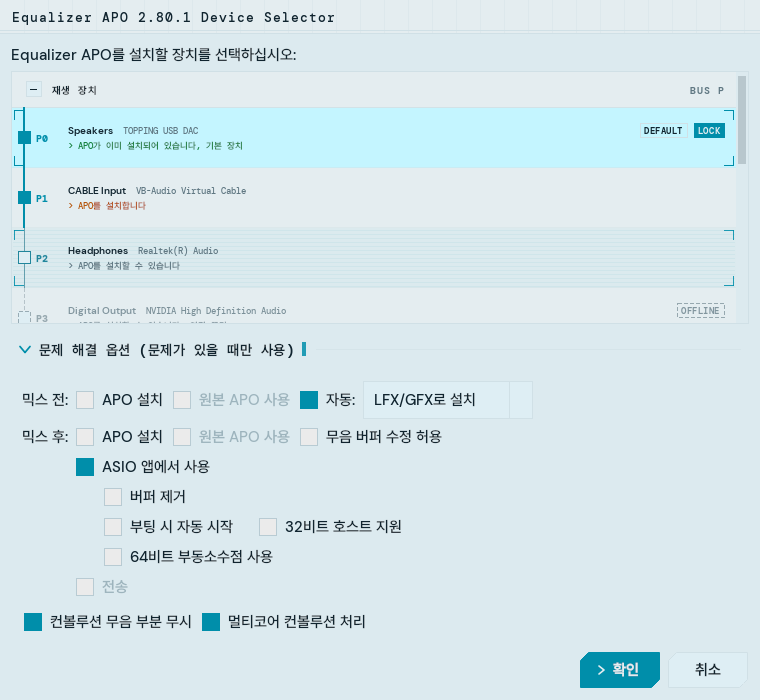 Equalizer APO 2.80.1 Device Selector
Equalizer APO를 설치할 장치를 선택하십시오:
재생 장치 BUS P
P0 Speakers TOPPING USB DAC DEFAULT LOCK
> APO가 이미 설치되어 있습니다, 기본 장치
P1 CABLE Input VB-Audio Virtual Cable
> APO를 설치합니다
P2 Headphones Realtek(R) Audio
> APO를 설치할 수 있습니다
P3 Digital Output NVIDIA High Definition Audio OFFLINE
문제 해결 옵션 (문제가 있을 때만 사용)
믹스 전: APO 설치 원본 APO 사용 자동: LFX/GFX로 설치
믹스 후: APO 설치 원본 APO 사용 무음 버퍼 수정 허용
ASIO 앱에서 사용
버퍼 제거
부팅 시 자동 시작 32비트 호스트 지원
64비트 부동소수점 사용
전송
컨볼루션 무음 부분 무시 멀티코어 컨볼루션 처리
> 확인 취소